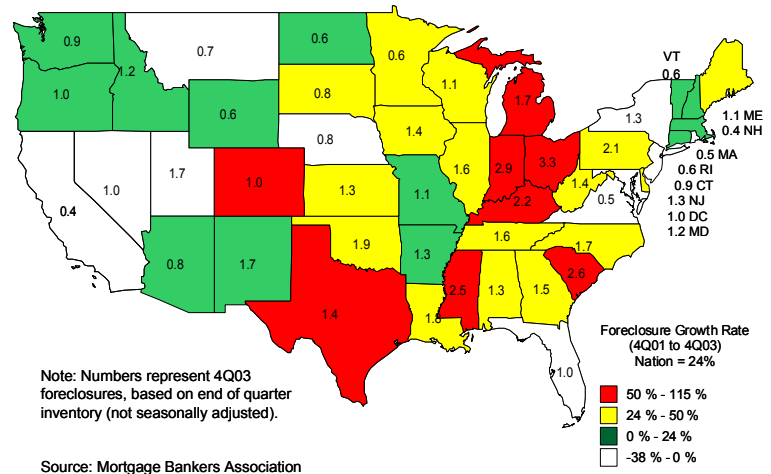 0.9
0.7
0.6
0.6
VT
0.6
1.2
1.0
0.6
0.8
1.1
1.7
1.3
1.1 ME
0.4 NH
0.8
1.4
2.1
0.5 MA
0.6 RI
0.9 CT
1.3 NJ
1.0 DC
1.2 MD
0.4
1.0
1.7
1.0
1.3
1.1
1.6
2.9
3.3
1.4
0.5
2.2
0.8
1.7
1.9
1.3
1.6
1.7
1.4
1.8
2.5
1.3
1.5
2.6
1.0
Foreclosure Growth Rate
(4Q01 to 4Q03)
Nation = 24%
50 % - 115 %
24 % - 50 %
0 % - 24 %
-38 % - 0 %
Note: Numbers represent 4Q03
foreclosures, based on end of quarter
inventory (not seasonally adjusted).
Source: Mortgage Bankers Association